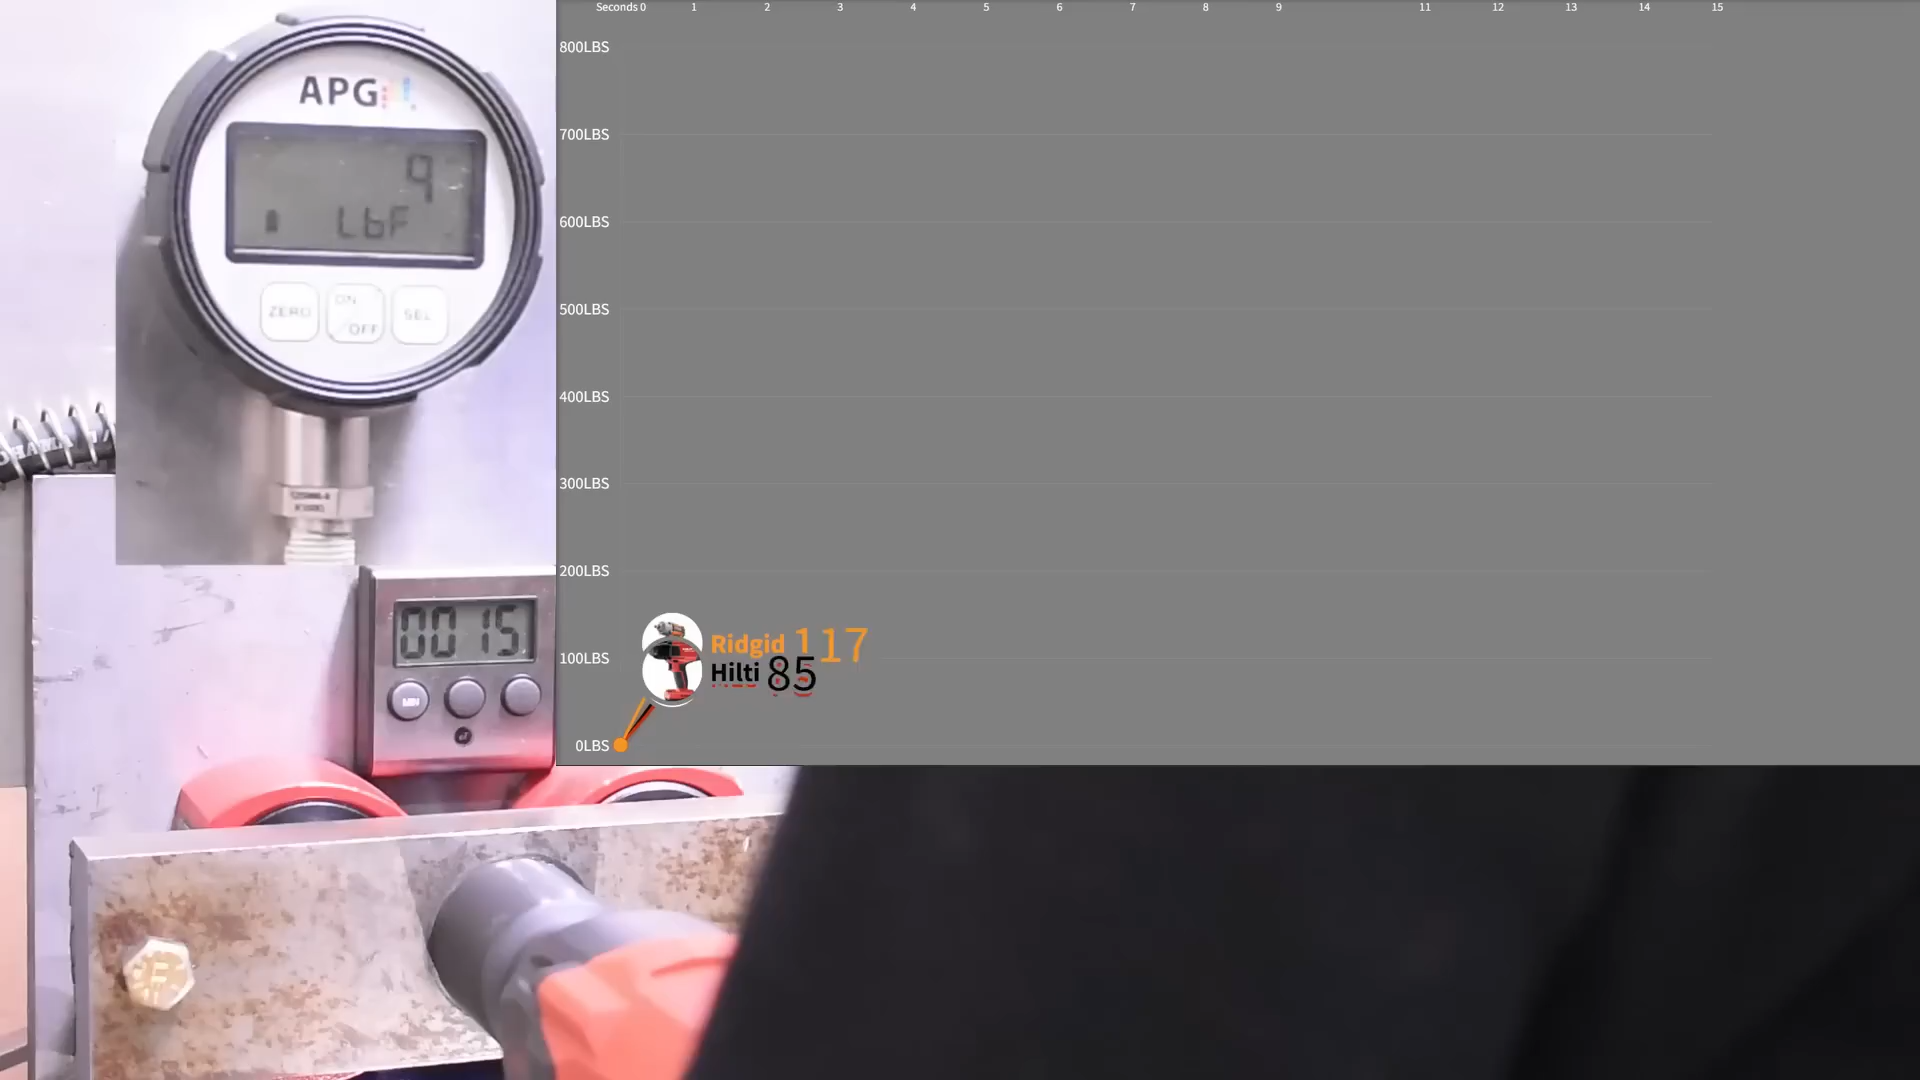 Seconds 0 1 2 3 4 5 6 7 8 9 11 12 13 14 15
800LBS
700LBS
600LBS
500LBS
400LBS
300LBS
200LBS
100LBS
0LBS
Ridgid 117
Hilti 85
APG
9
LbF
ZERO
ON
OFF
SEL
0015
MIN